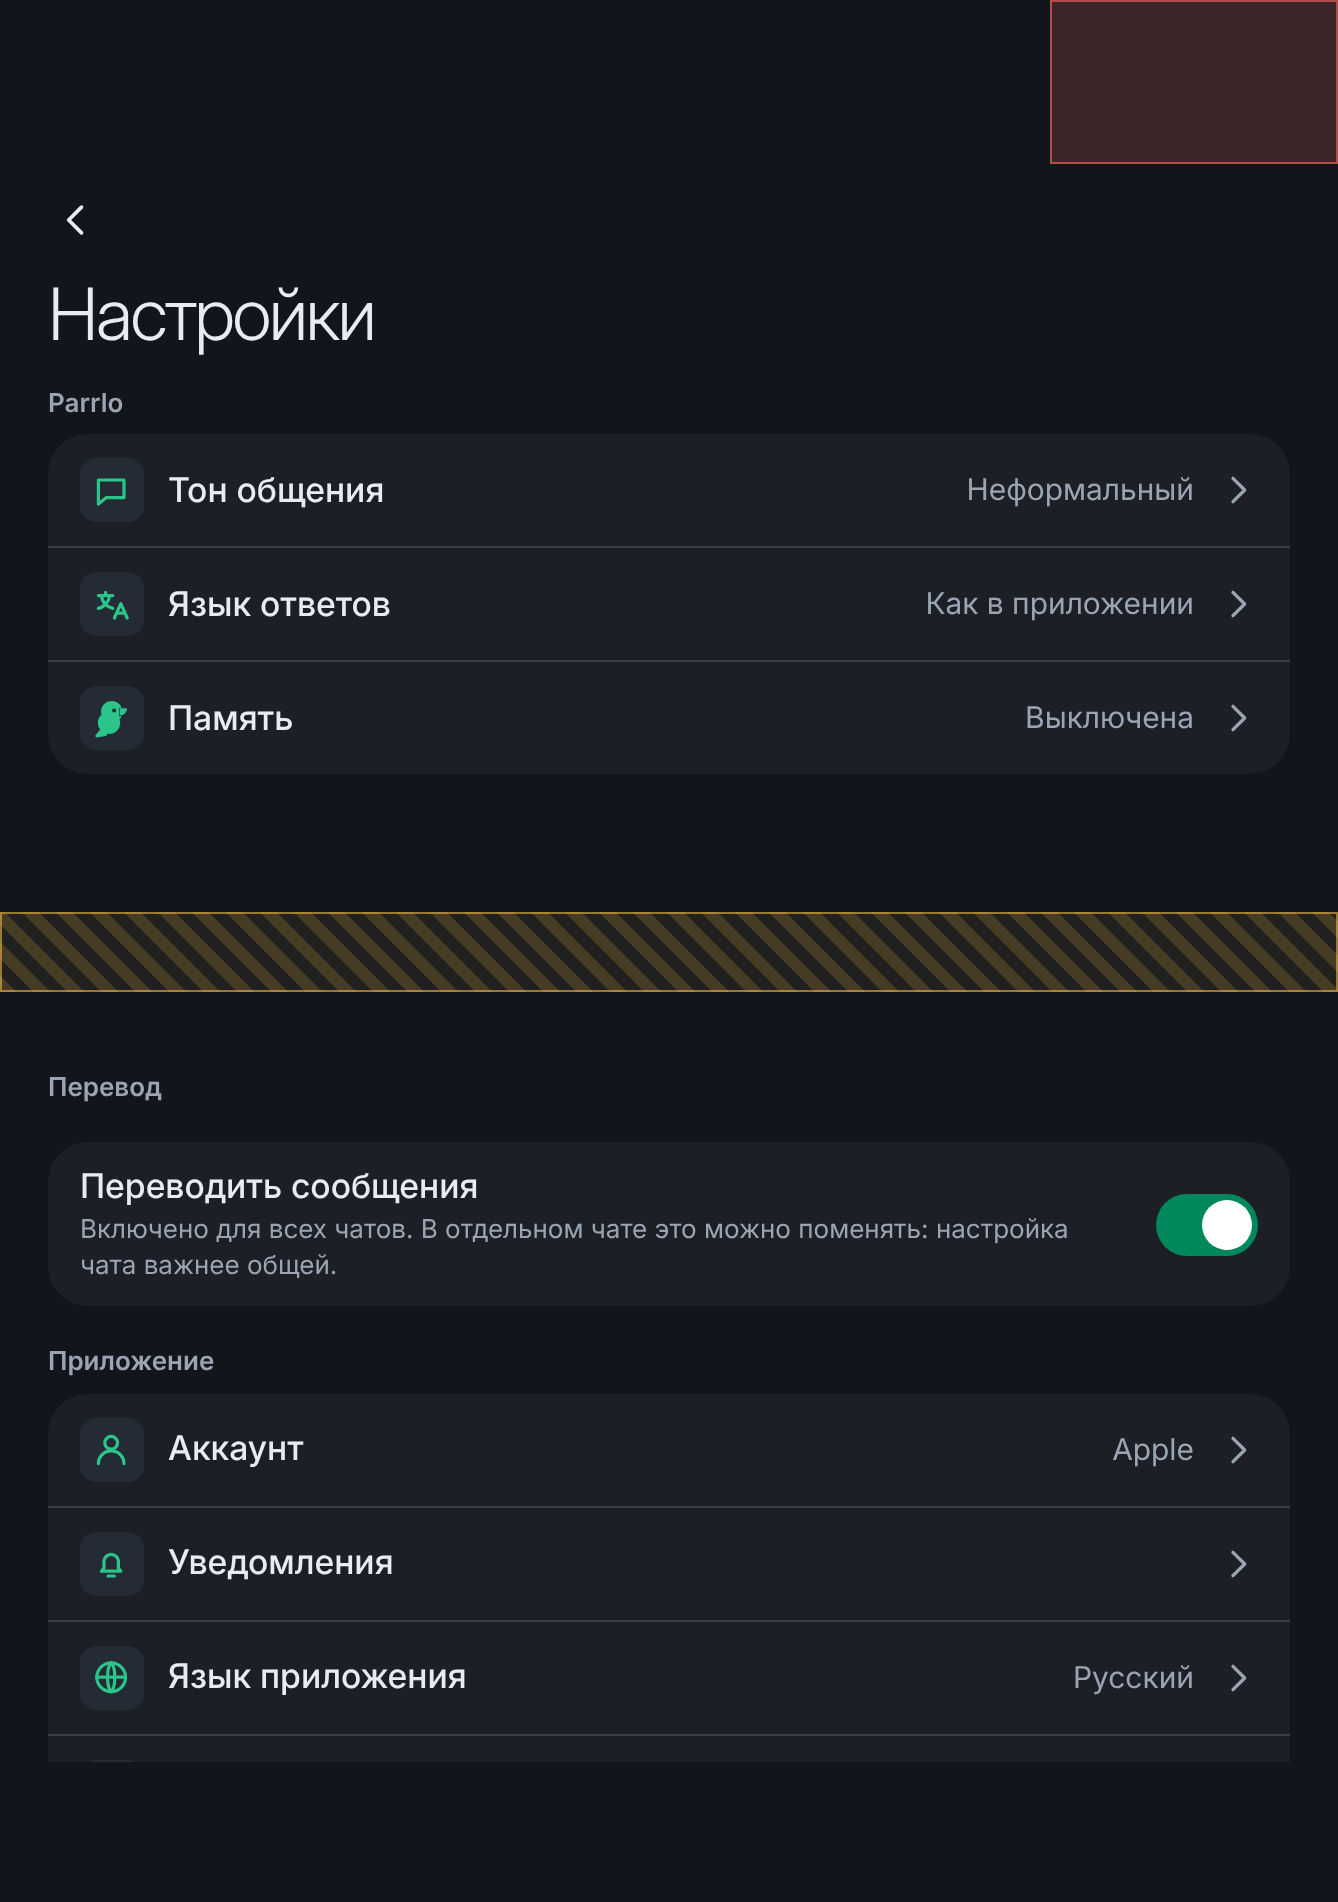 Настройки
Parrlo
Тон общения Неформальный
Язык ответов Как в приложении
Память Выключена
Перевод
Переводить сообщения
Включено для всех чатов. В отдельном чате это можно поменять: настройка
чата важнее общей.
Приложение
Аккаунт Apple
Уведомления
Язык приложения Русский